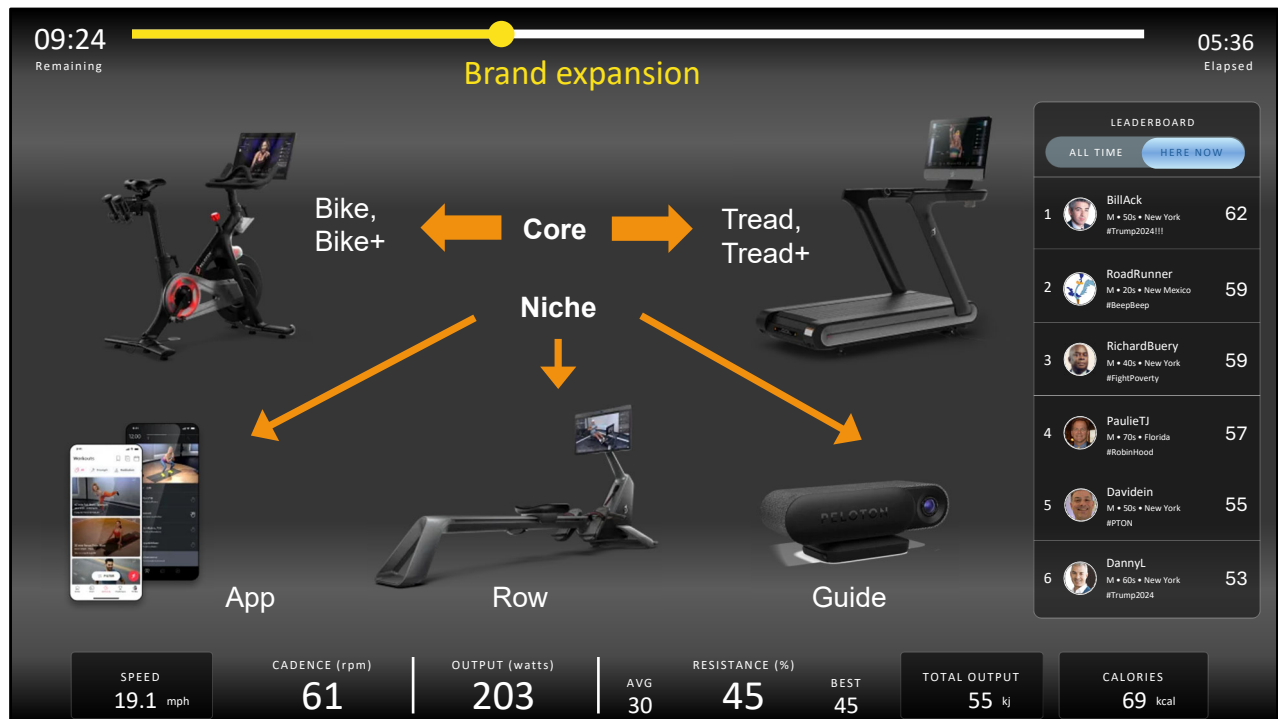 09:24
Remaining
05:36
Elapsed
Brand expansion
Bike,
Bike+
Core
Tread,
Tread+
Niche
App
Row
Guide
Workouts
12:00
FILTER
PELOTON
LEADERBOARD
ALL TIME HERE NOW
1 BillAck 62
M • 50s • New York
#Trump2024!!!
2 RoadRunner 59
M • 20s • New Mexico
#BeepBeep
3 RichardBuery 59
M • 40s • New York
#FightPoverty
4 PaulieTJ 57
M • 70s • Florida
#RobinHood
5 Davidein 55
M • 50s • New York
#PTON
6 DannyL 53
M • 60s • New York
#Trump2024
SPEED
19.1 mph
CADENCE (rpm)
61
OUTPUT (watts)
203
RESISTANCE (%)
AVG
30
45
BEST
45
TOTAL OUTPUT
55 kj
CALORIES
69 kcal